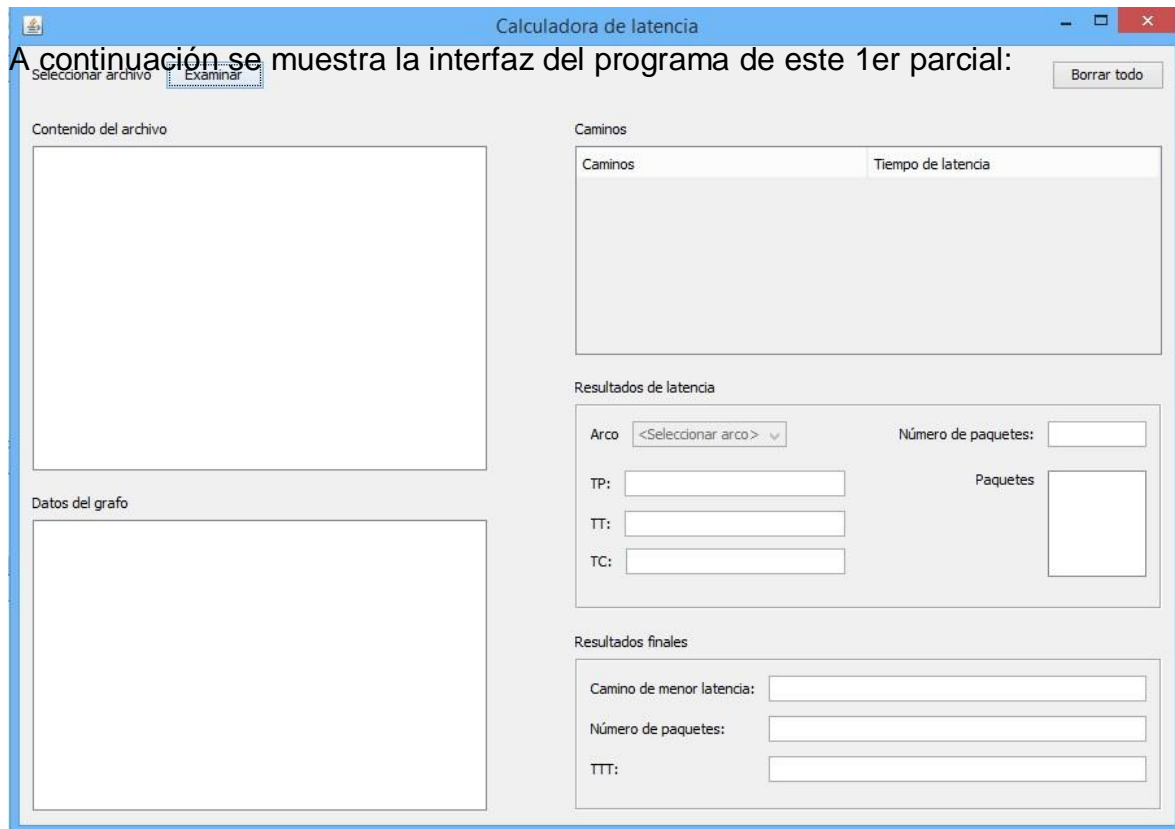 Calculadora de latencia
A continuación se muestra la interfaz del programa de este 1er parcial:
Seleccionar archivo
Examinar
Borrar todo
Contenido del archivo
Datos del grafo
Caminos
Caminos Tiempo de latencia
Resultados de latencia
Arco <Seleccionar arco> Número de paquetes:
TP: Paquetes
TT:
TC:
Resultados finales
Camino de menor latencia:
Número de paquetes:
TTT: